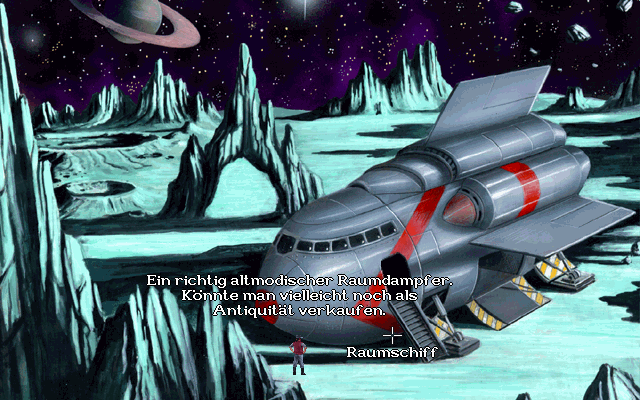 Ein richtig altmodischer Raumdampfer.
Könnte man vielleicht noch als
Antiquität verkaufen.
Raumschiff